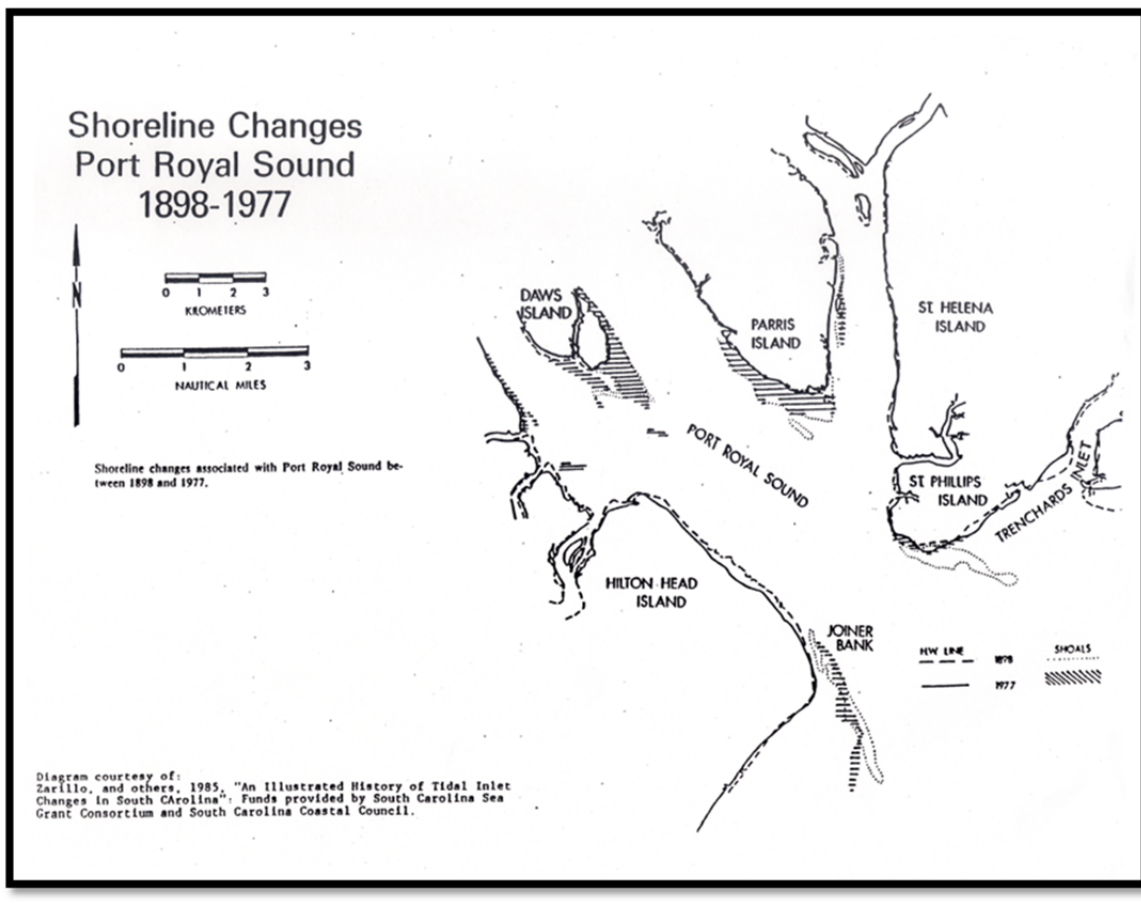 Shoreline Changes
Port Royal Sound
1898-1977
N
0 1 2 3
KILOMETERS
0 1 2 3
NAUTICAL MILES
Shoreline changes associated with Port Royal Sound be-
tween 1898 and 1977.
DAWS
ISLAND
PARRIS
ISLAND
ST. HELENA
ISLAND
PORT ROYAL SOUND
ST. PHILLIPS
ISLAND
TRENCHARDS INLET
HILTON HEAD
ISLAND
JOINER
BANK
HW LINE SHOALS
1898
1977
Diagram courtesy of:
Zarillo, and others, 1985, "An Illustrated History of Tidal Inlet
Changes in South CArolina": Funds provided by South Carolina Sea
Grant Consortium and South Carolina Coastal Council.